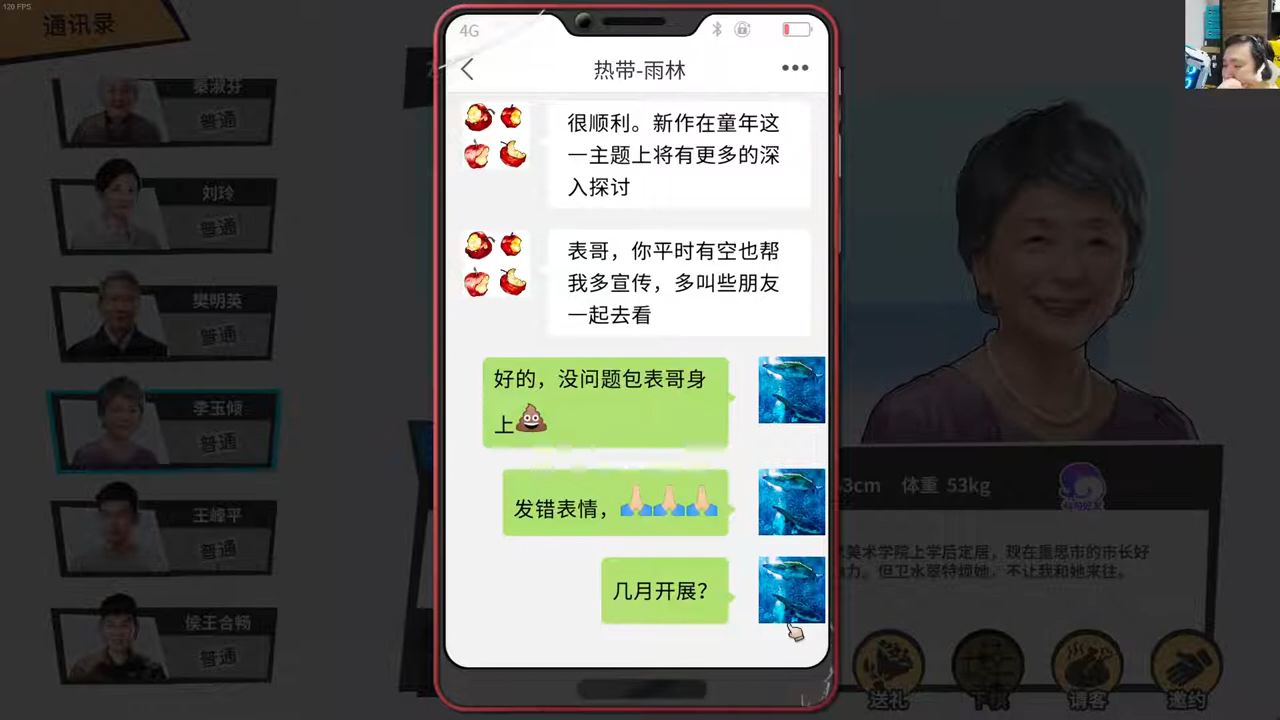 120 FPS
通讯录
4G
热带-雨林
很顺利。新作在童年这
一主题上将有更多的深
入探讨
表哥，你平时有空也帮
我多宣传，多叫些朋友
一起去看
好的，没问题包表哥身
上💩
发错表情，🙏🙏🙏
几月开展？
秦淑芬
普通
刘玲
普通
樊明英
普通
李玉倾
普通
王峰平
普通
侯王合畅
普通
3cm 体重 53kg
美术学院上学后定居，现在重思市的市长好
力。但卫水翠特烦她，不让我和她来往。
送礼
下棋
请客
邀约